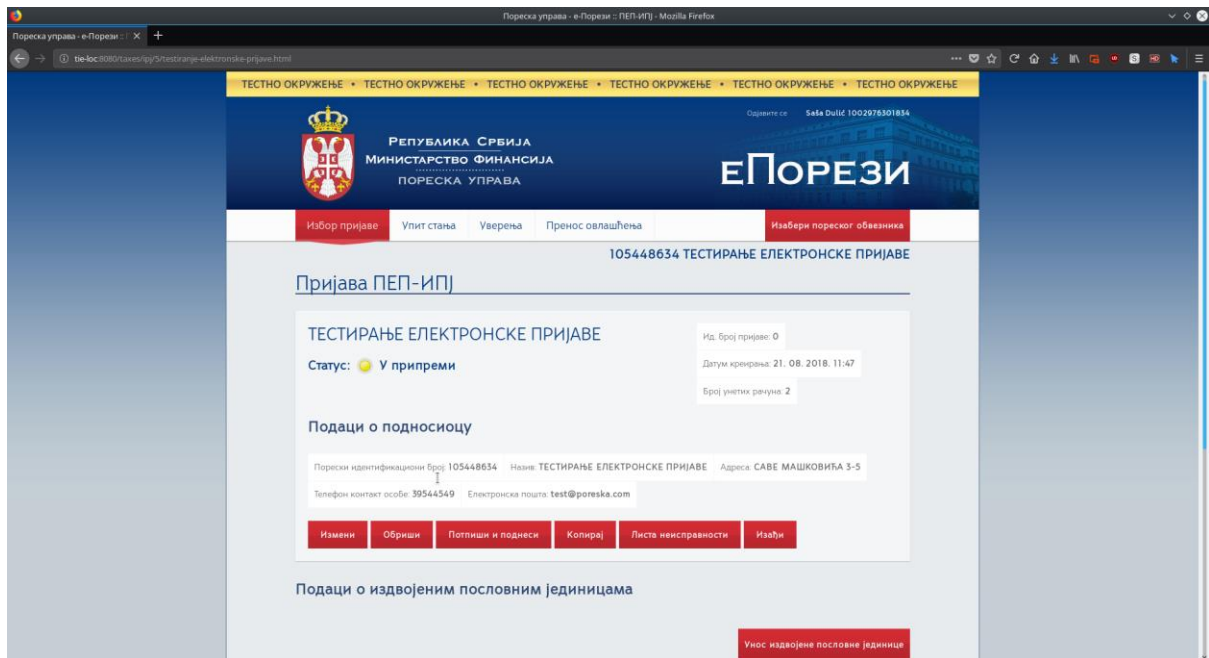 Пореска управа - е-Порези :: ПЕП-ИПЈ - Mozilla Firefox
Пореска управа - е-Порези ::
tie-loc:8080/taxes/ipj/5/testiranje-elektronske-prijave.html
ТЕСТНО ОКРУЖЕЊЕ • ТЕСТНО ОКРУЖЕЊЕ • ТЕСТНО ОКРУЖЕЊЕ • ТЕСТНО ОКРУЖЕЊЕ • ТЕСТНО ОКРУЖЕЊЕ • ТЕСТНО ОКРУЖЕЊЕ
Одјавите се Saša Dulić 1002976301834
Република Србија
Министарство Финансија
ПОРЕСКА УПРАВА
еПорези
Избор пријаве Упит стања Уверења Пренос овлашћења Изабери пореског обвезника
105448634 ТЕСТИРАЊЕ ЕЛЕКТРОНСКЕ ПРИЈАВЕ
Пријава ПЕП-ИПЈ
ТЕСТИРАЊЕ ЕЛЕКТРОНСКЕ ПРИЈАВЕ
Ид. број пријаве: 0
Статус: У припреми
Датум креирања: 21. 08. 2018. 11:47
Број унетих рачуна: 2
Подаци о подносиоцу
Порески идентификациони број: 105448634 Назив: ТЕСТИРАЊЕ ЕЛЕКТРОНСКЕ ПРИЈАВЕ Адреса: САВЕ МАШКОВИЋА 3-5
Телефон контакт особе: 39544549 Електронска пошта: test@poreska.com
Измени Обриши Потпиши и поднеси Копирај Листа неисправности Изађи
Подаци о издвојеним пословним јединицама
Унос издвојене пословне јединице